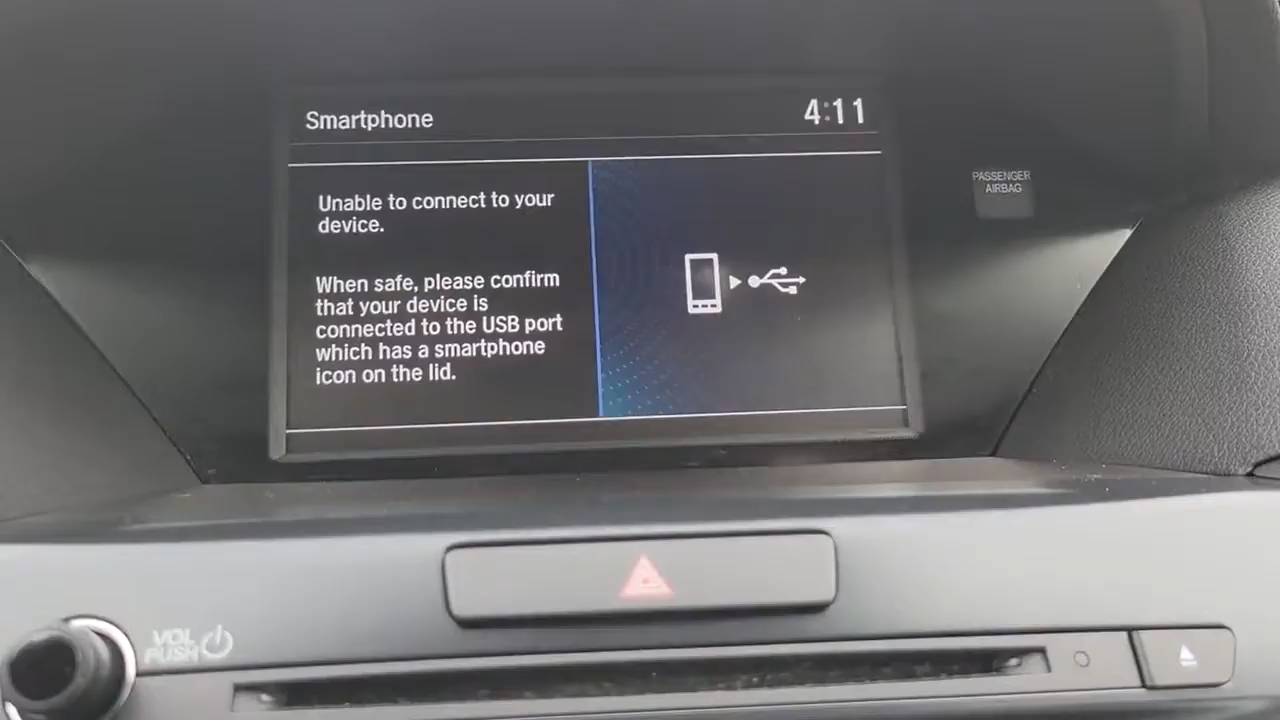 Smartphone
4:11
Unable to connect to your
device.
When safe, please confirm
that your device is
connected to the USB port
which has a smartphone
icon on the lid.
PASSENGER
AIRBAG
VOL
PUSH